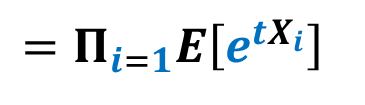 = Π_{i=1} E[e^{tX_i}]